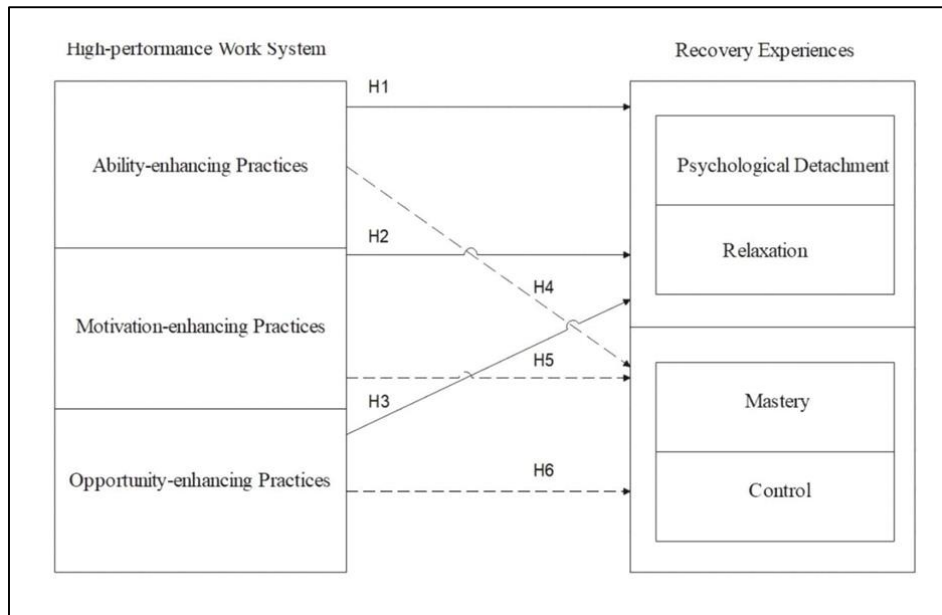 High-performance Work System
Recovery Experiences
H1
Ability-enhancing Practices
Psychological Detachment
H2
Relaxation
H4
Motivation-enhancing Practices
H5
H3
Mastery
Opportunity-enhancing Practices
H6
Control